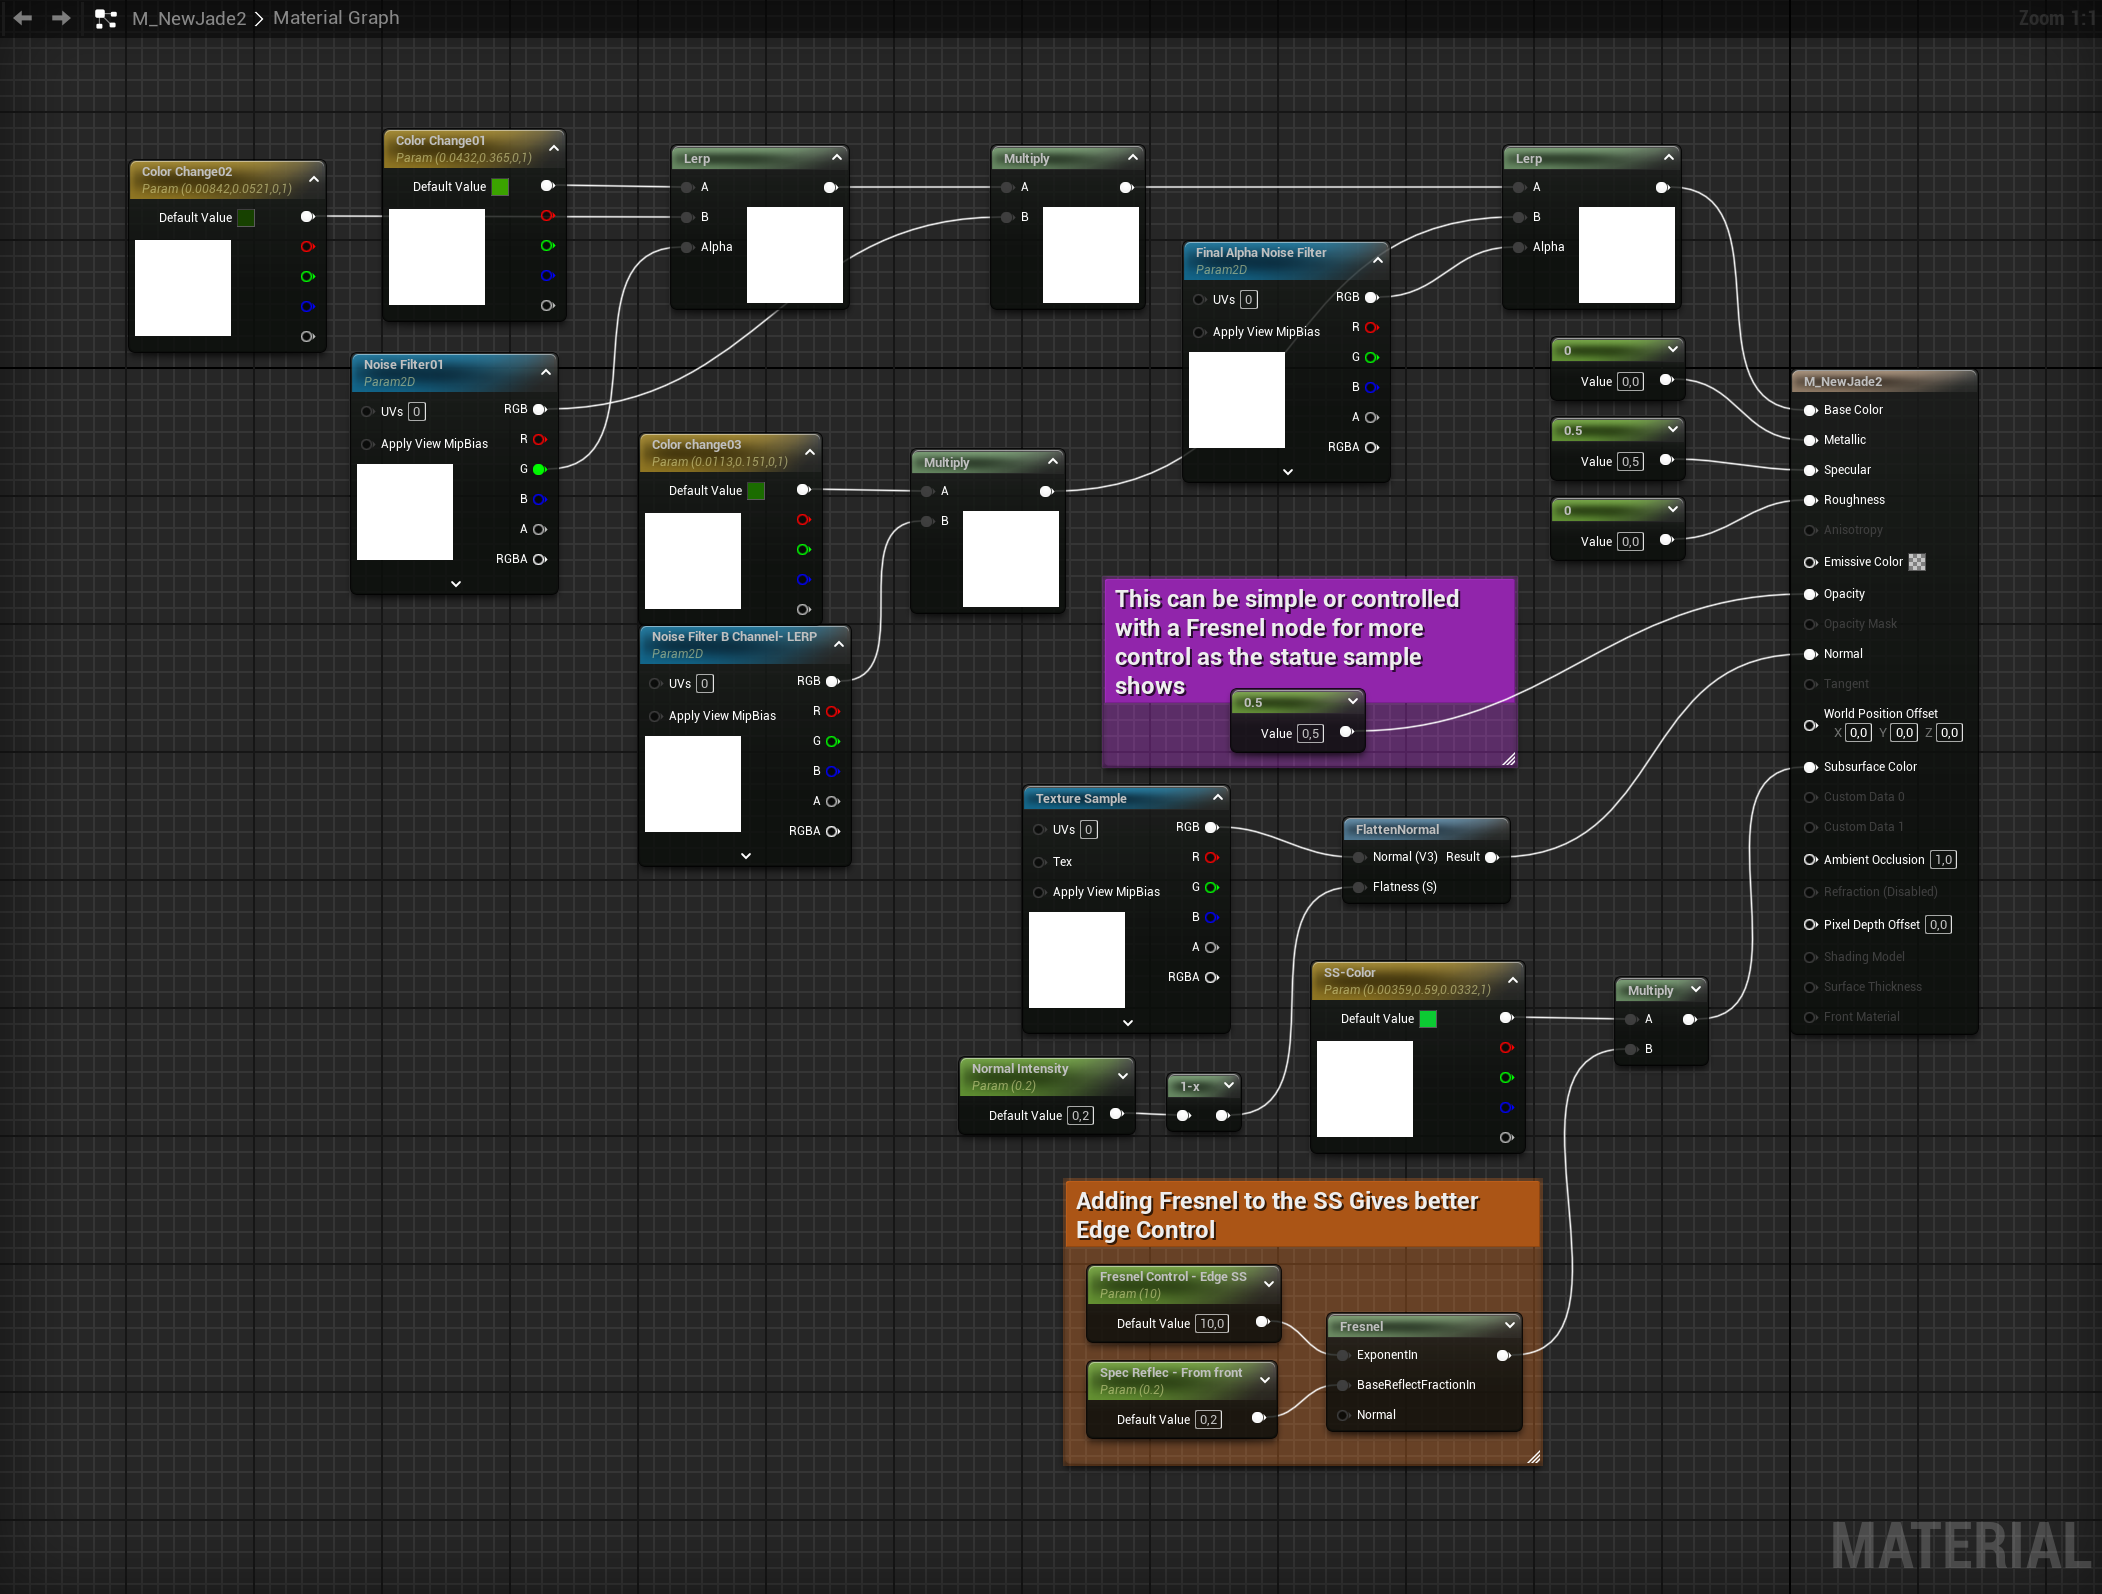 M_NewJade2 > Material Graph
Zoom 1:1
Color Change02
Param (0.00842,0.0521,0,1)
Default Value
Color Change01
Param (0.0432,0.365,0,1)
Default Value
Lerp
A
B
Alpha
Multiply
A
B
Lerp
A
B
Alpha
Final Alpha Noise Filter
Param2D
UVs 0 RGB
Apply View MipBias R
G
B
A
RGBA
Noise Filter01
Param2D
UVs 0 RGB
Apply View MipBias R
G
B
A
RGBA
Color change03
Param (0.0113,0.151,0,1)
Default Value
Multiply
A
B
Noise Filter B Channel- LERP
Param2D
UVs 0 RGB
Apply View MipBias R
G
B
A
RGBA
0
Value 0,0
0.5
Value 0,5
0
Value 0,0
M_NewJade2
Base Color
Metallic
Specular
Roughness
Anisotropy
Emissive Color
Opacity
Opacity Mask
Normal
Tangent
World Position Offset
X 0,0 Y 0,0 Z 0,0
Subsurface Color
Custom Data 0
Custom Data 1
Ambient Occlusion 1,0
Refraction (Disabled)
Pixel Depth Offset 0,0
Shading Model
Surface Thickness
Front Material
This can be simple or controlled
with a Fresnel node for more
control as the statue sample
shows
0.5
Value 0,5
Texture Sample
UVs 0 RGB
Tex R
Apply View MipBias G
B
A
RGBA
FlattenNormal
Normal (V3) Result
Flatness (S)
SS-Color
Param (0.00359,0.59,0.0332,1)
Default Value
Multiply
A
B
Normal Intensity
Param (0.2)
Default Value 0,2
1-x
Adding Fresnel to the SS Gives better
Edge Control
Fresnel Control - Edge SS
Param (10)
Default Value 10,0
Spec Reflec - From front
Param (0.2)
Default Value 0,2
Fresnel
ExponentIn
BaseReflectFractionIn
Normal
MATERIAL